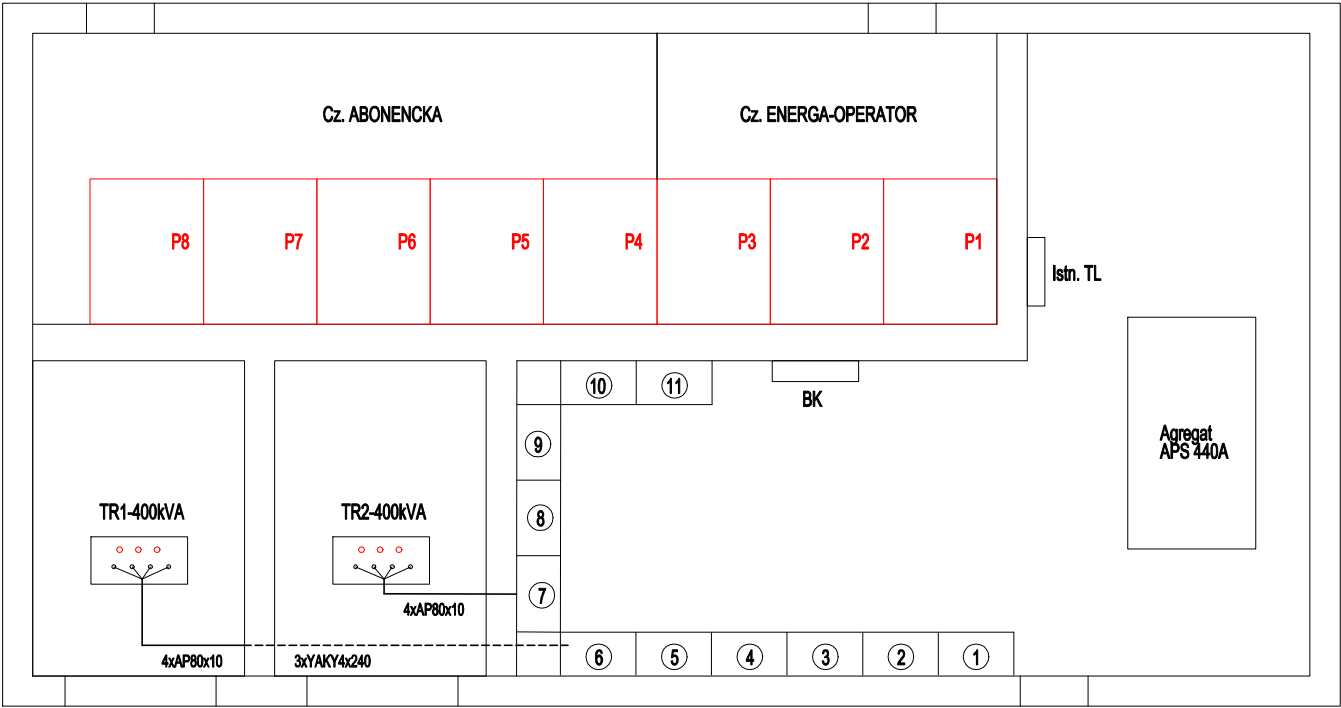 Cz. ABONENCKA
Cz. ENERGA-OPERATOR
P8
P7
P6
P5
P4
P3
P2
P1
Istn. TL
10
11
BK
9
Agregat
APS 440A
TR1-400kVA
TR2-400kVA
8
7
4xAP80x10
4xAP80x10
3xYAKY4x240
6
5
4
3
2
1